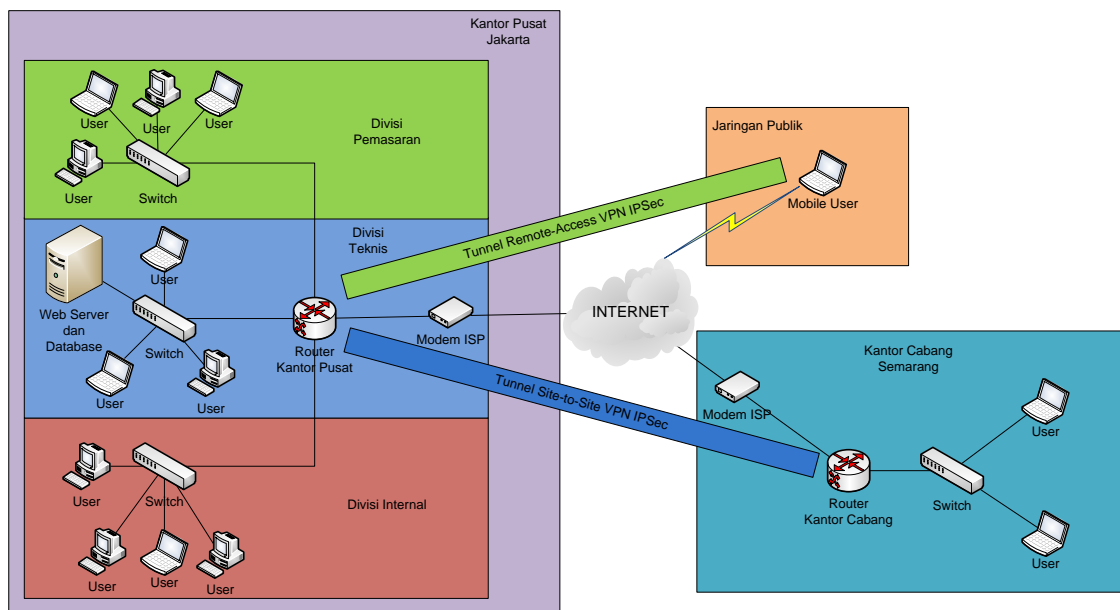 Kantor Pusat
Jakarta
User
User
User
User
Switch
Divisi
Pemasaran
Jaringan Publik
Mobile User
Tunnel Remote-Access VPN IPSec
Divisi
Teknis
User
Web Server
dan
Database
Switch
User
User
Router
Kantor Pusat
Modem ISP
INTERNET
Tunnel Site-to-Site VPN IPSec
Kantor Cabang
Semarang
Modem ISP
User
Router
Kantor Cabang
Switch
User
User
Switch
Divisi Internal
User
User
User